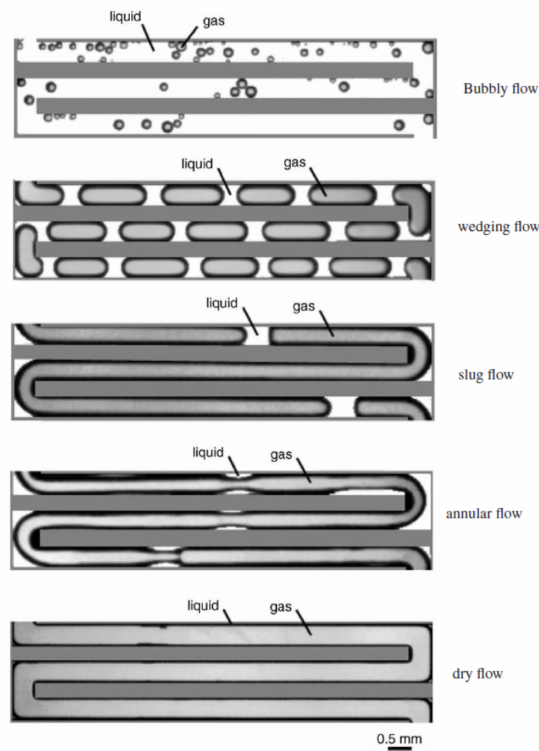 liquid gas
Bubbly flow
liquid gas
wedging flow
liquid gas
slug flow
liquid gas
annular flow
liquid gas
dry flow
0.5 mm